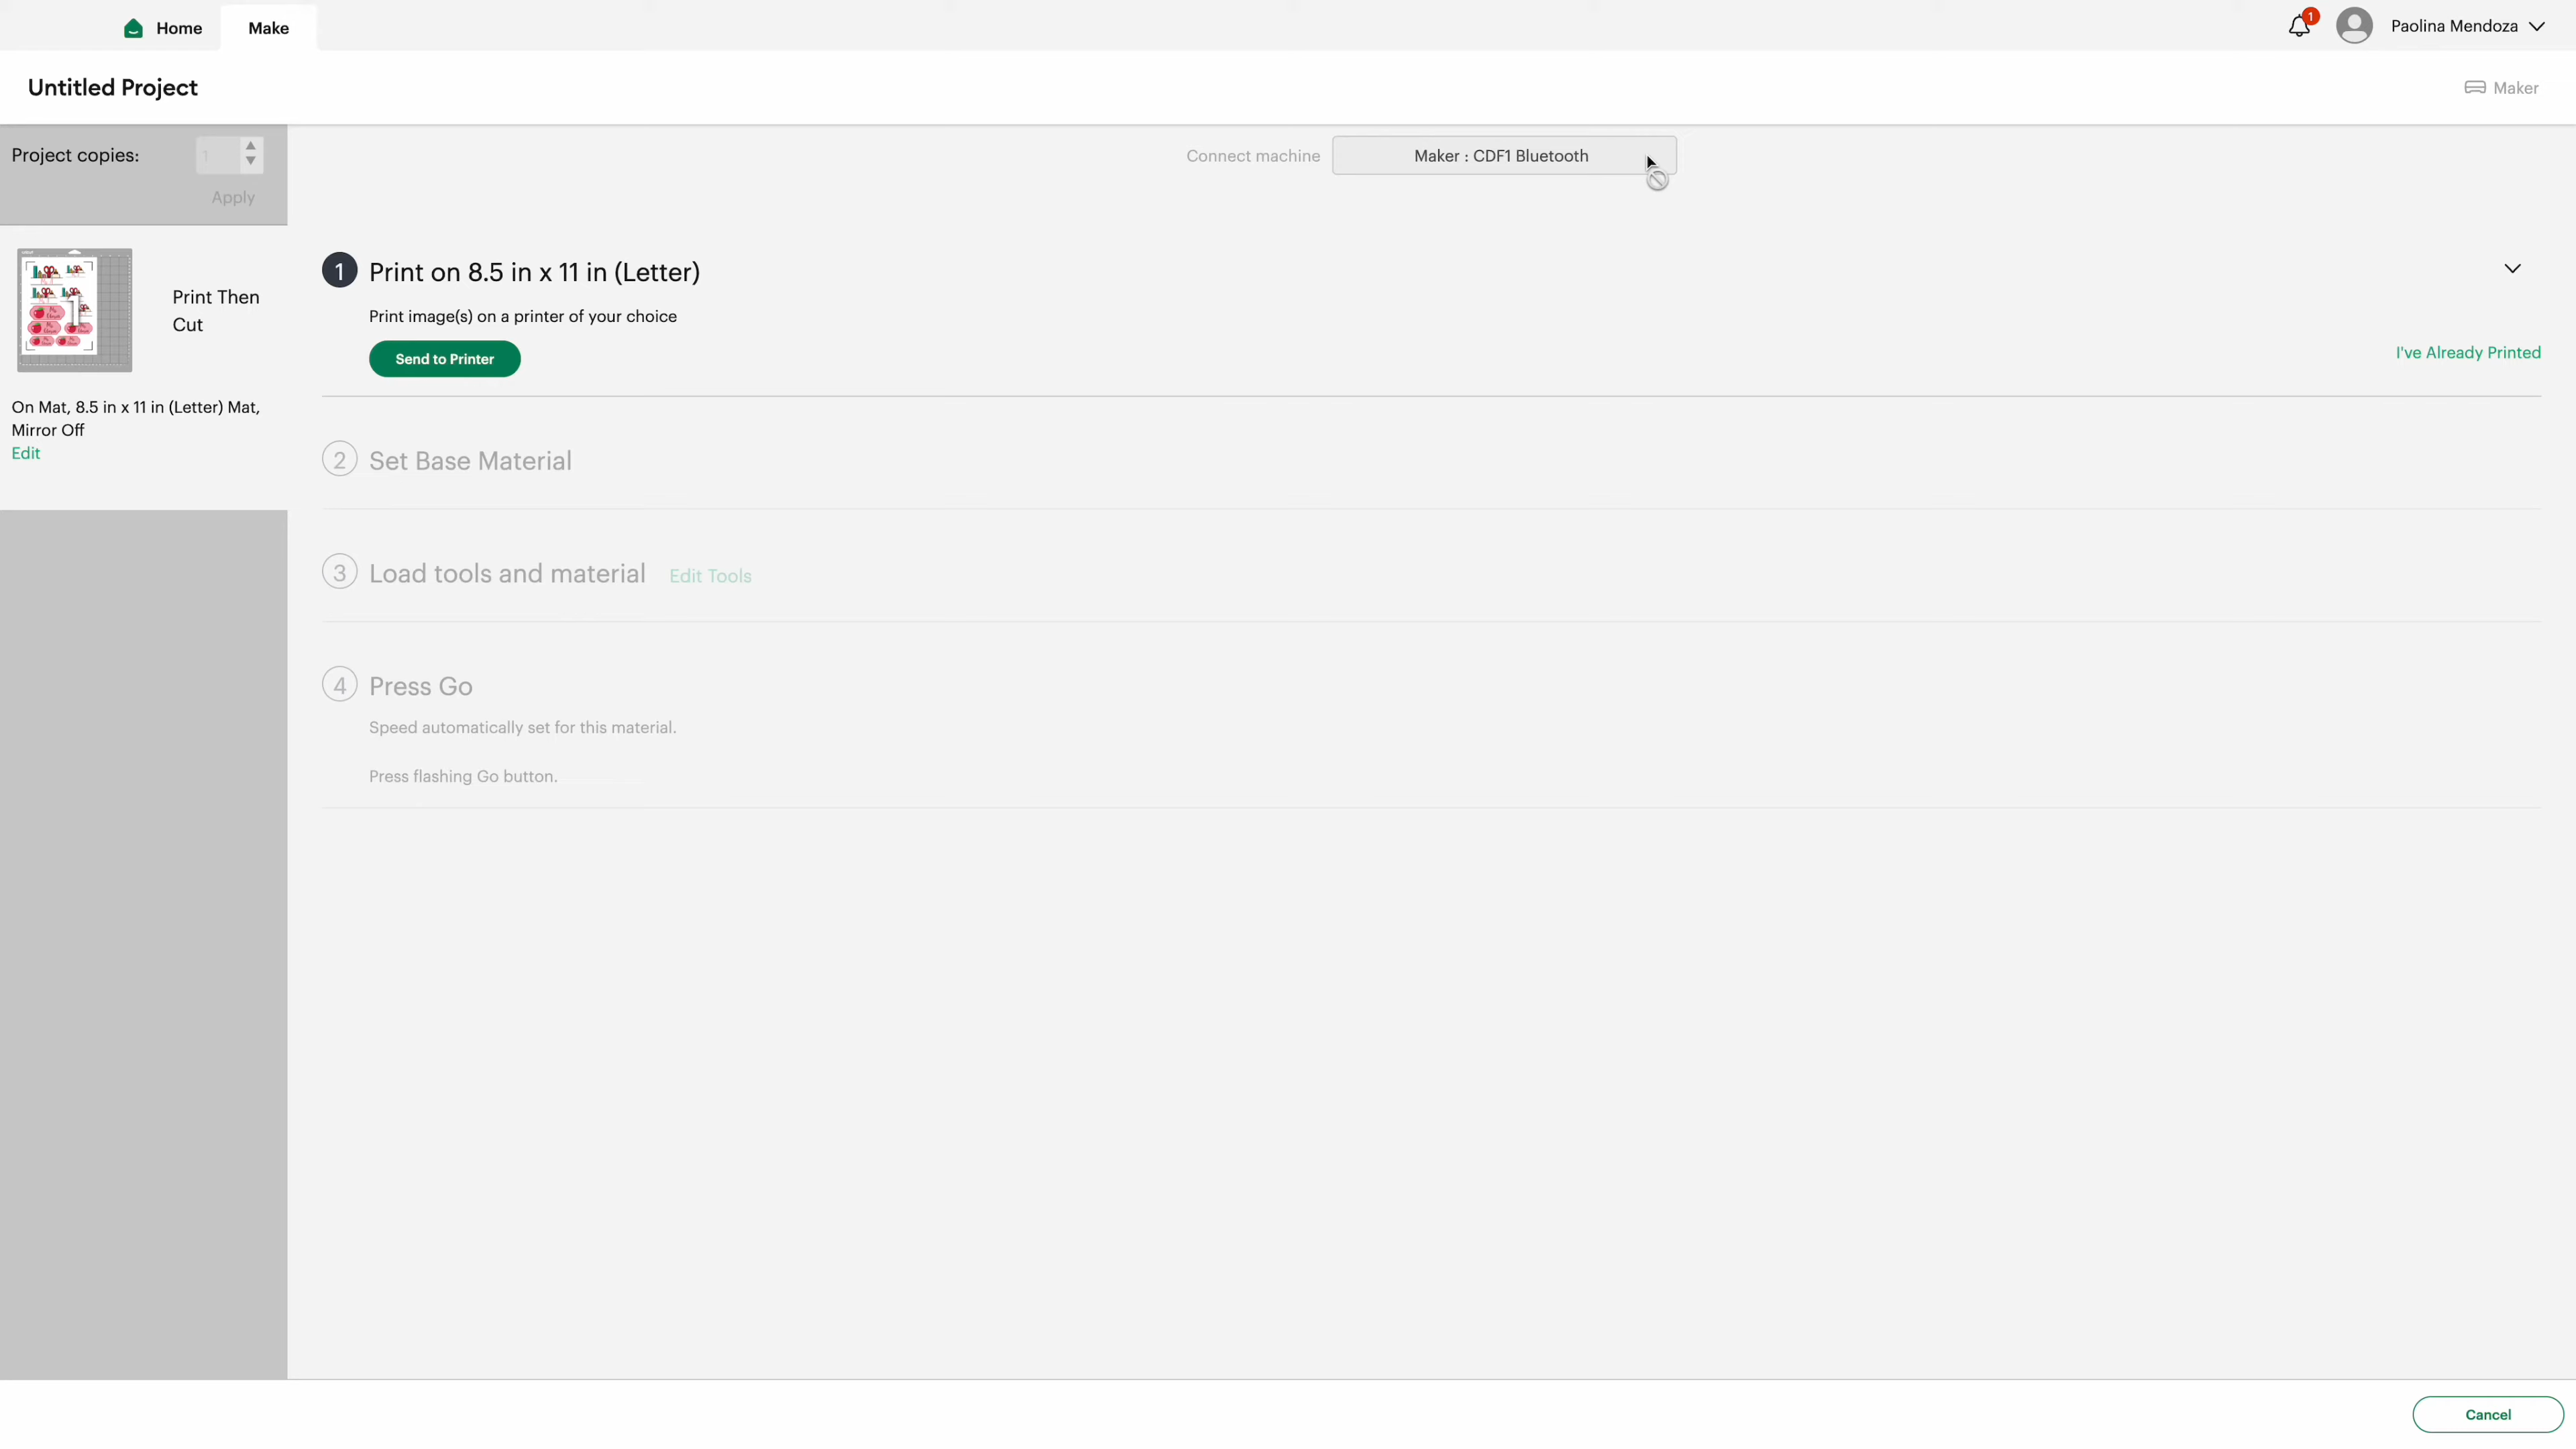 Home
Make
1
Paolina Mendoza
Untitled Project
Maker
Project copies:
1
Apply
Connect machine
Maker : CDF1 Bluetooth
1
Print Then
Cut
On Mat, 8.5 in x 11 in (Letter) Mat,
Mirror Off
Edit
1 Print on 8.5 in x 11 in (Letter)
Print image(s) on a printer of your choice
Send to Printer
I've Already Printed
2 Set Base Material
3 Load tools and material Edit Tools
4 Press Go
Speed automatically set for this material.
Press flashing Go button.
Cancel